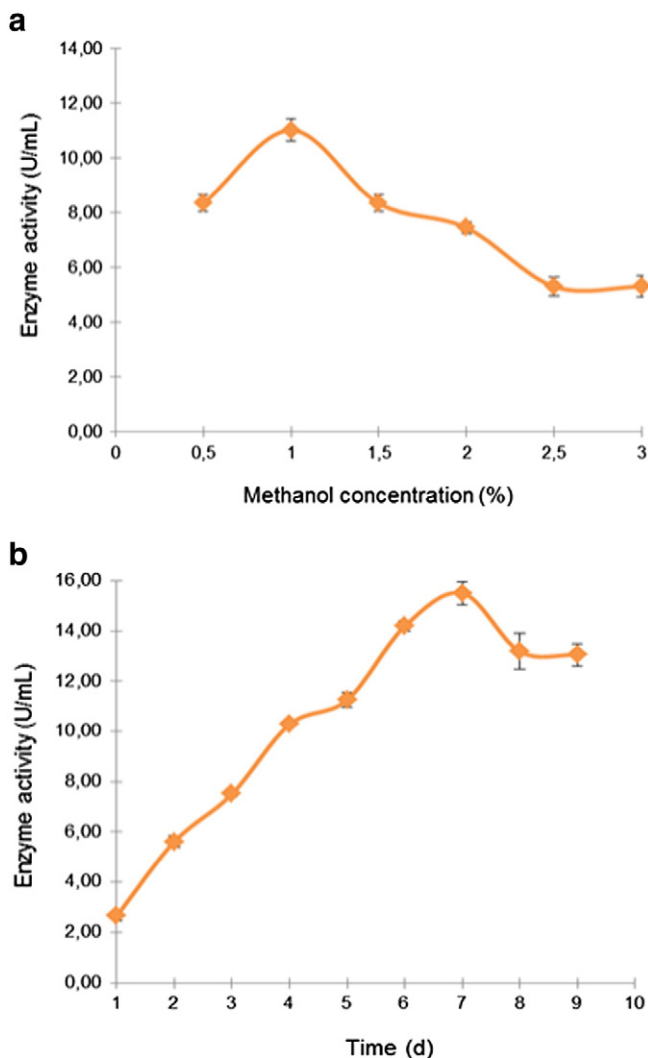 a
14,00
12,00
10,00
8,00
6,00
4,00
2,00
0,00
Enzyme activity (U/mL)
0 0,5 1 1,5 2 2,5 3
Methanol concentration (%)
b
16,00
14,00
12,00
10,00
8,00
6,00
4,00
2,00
0,00
Enzyme activity (U/mL)
1 2 3 4 5 6 7 8 9 10
Time (d)